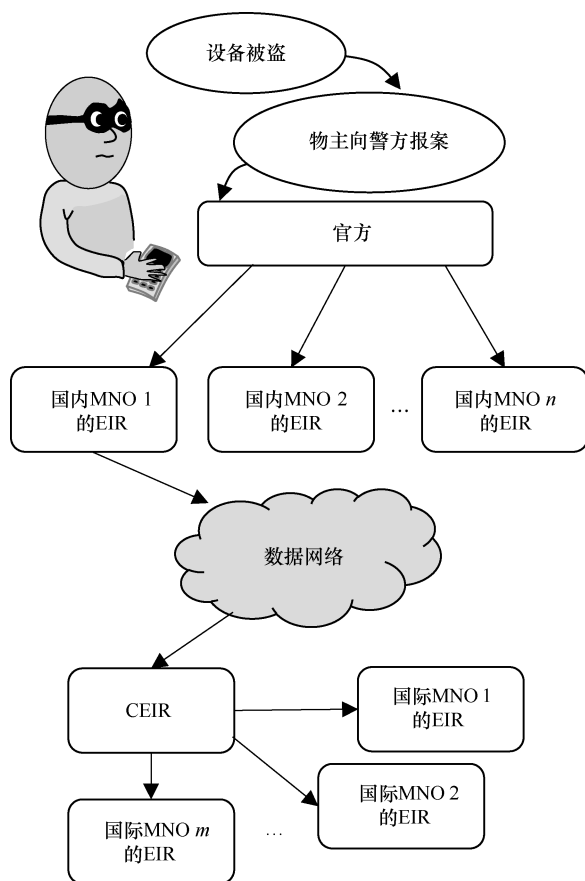 设备被盗
物主向警方报案
官方
国内MNO 1
的EIR
国内MNO 2
的EIR
…
国内MNO n
的EIR
数据网络
CEIR
国际MNO 1
的EIR
国际MNO 2
的EIR
国际MNO m
的EIR
…